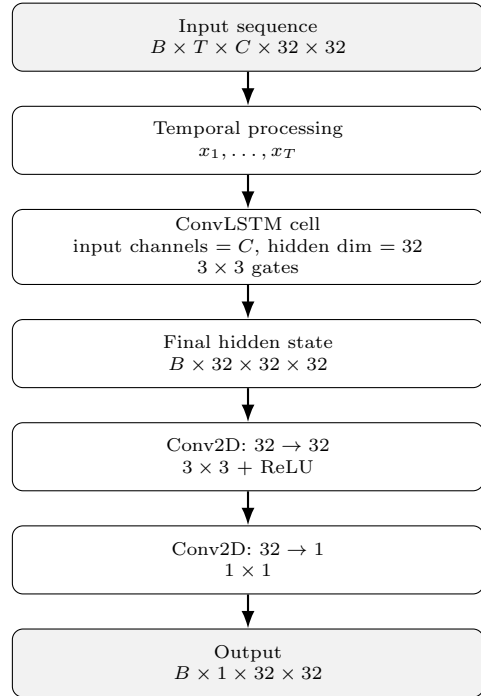 Input sequence
B × T × C × 32 × 32
Temporal processing
x₁, . . . , x_T
ConvLSTM cell
input channels = C, hidden dim = 32
3 × 3 gates
Final hidden state
B × 32 × 32 × 32
Conv2D: 32 → 32
3 × 3 + ReLU
Conv2D: 32 → 1
1 × 1
Output
B × 1 × 32 × 32